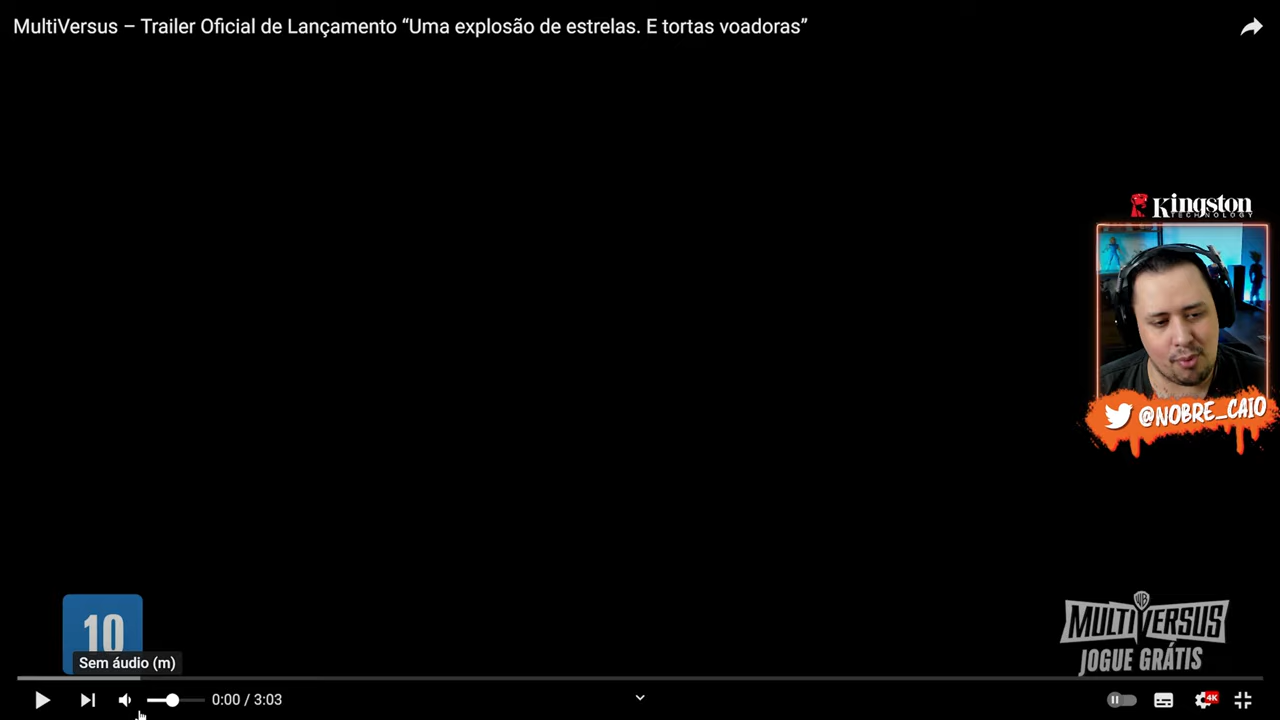 MultiVersus – Trailer Oficial de Lançamento “Uma explosão de estrelas. E tortas voadoras”
Kingston
TECHNOLOGY
@NOBRE_CAIO
10
Sem áudio (m)
WB
MULTIVERSUS
JOGUE GRÁTIS
0:00 / 3:03
4K